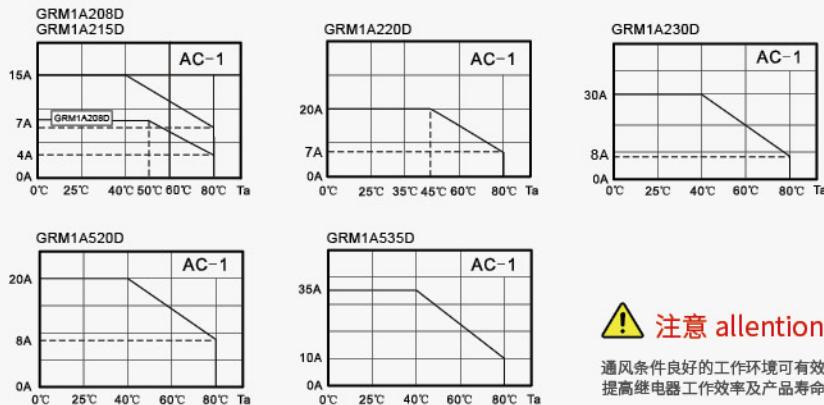 GRM1A208D
GRM1A215D
AC-1
15A
7A
GRM1A208D
4A
0A
0℃ 25℃ 40℃ 50℃ 60℃ 80℃ Ta
GRM1A220D
AC-1
20A
7A
0A
0℃ 25℃ 35℃ 45℃ 60℃ 80℃ Ta
GRM1A230D
AC-1
30A
8A
0A
0℃ 25℃ 40℃ 60℃ 80℃ Ta
GRM1A520D
AC-1
20A
8A
0A
0℃ 25℃ 40℃ 60℃ 80℃ Ta
GRM1A535D
AC-1
35A
10A
0A
0℃ 25℃ 40℃ 60℃ 80℃ Ta
注意 allention
通风条件良好的工作环境可有效
提高继电器工作效率及产品寿命